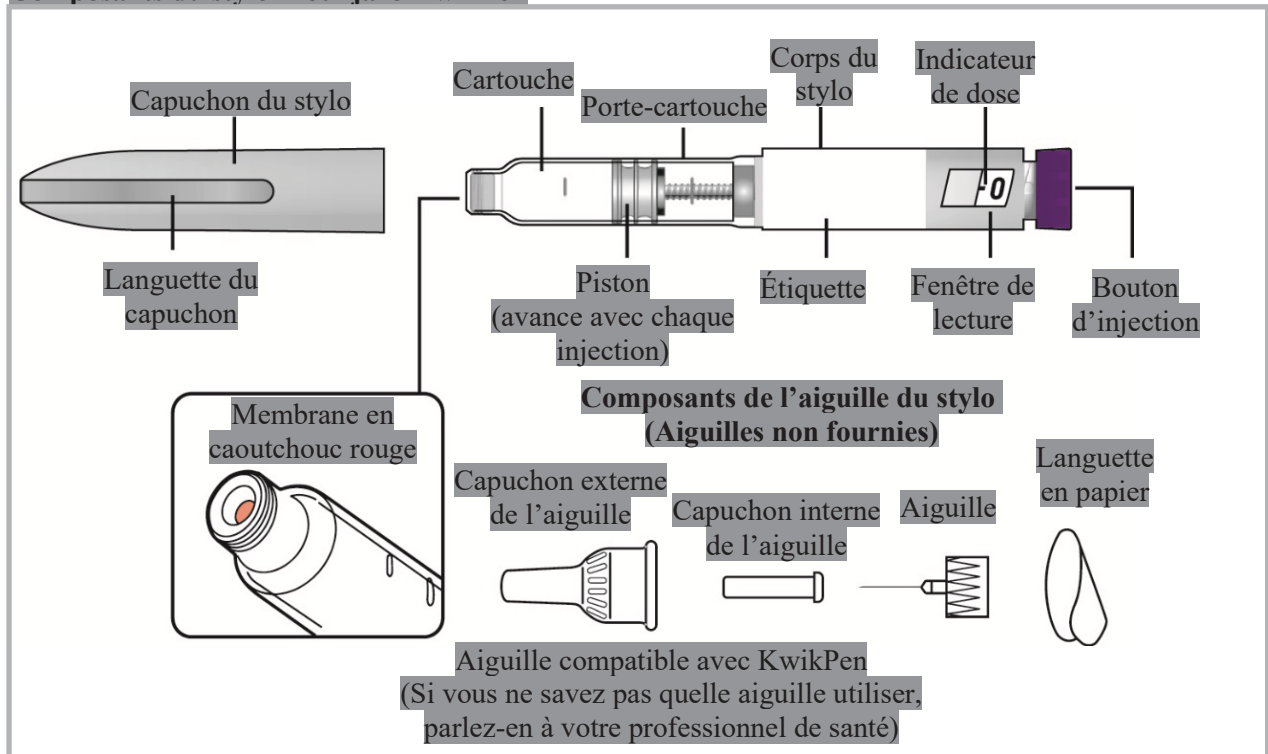 Capuchon du stylo
Cartouche
Porte-cartouche
Corps du
stylo
Indicateur
de dose
0
Languette du
capuchon
Piston
(avance avec chaque
injection)
Étiquette
Fenêtre de
lecture
Bouton
d’injection
Membrane en
caoutchouc rouge
Composants de l’aiguille du stylo
(Aiguilles non fournies)
Capuchon externe
de l’aiguille
Capuchon interne
de l’aiguille
Aiguille
Languette
en papier
Aiguille compatible avec KwikPen
(Si vous ne savez pas quelle aiguille utiliser,
parlez-en à votre professionnel de santé)